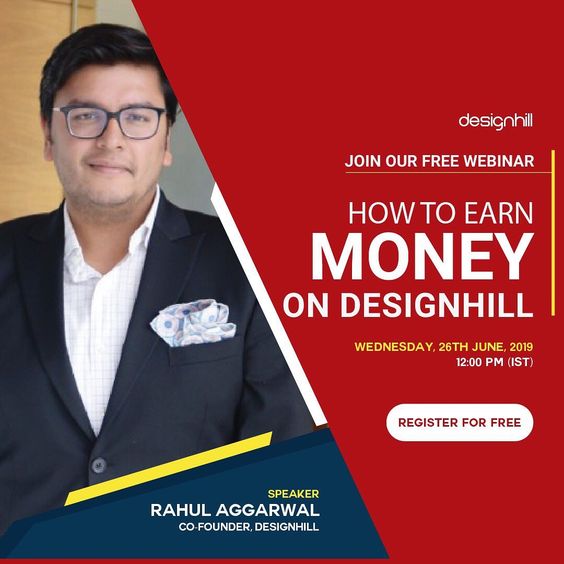 designhill
JOIN OUR FREE WEBINAR
HOW TO EARN
MONEY
ON DESIGNHILL
WEDNESDAY, 26TH JUNE, 2019
12:00 PM (IST)
REGISTER FOR FREE
SPEAKER
RAHUL AGGARWAL
CO-FOUNDER, DESIGNHILL